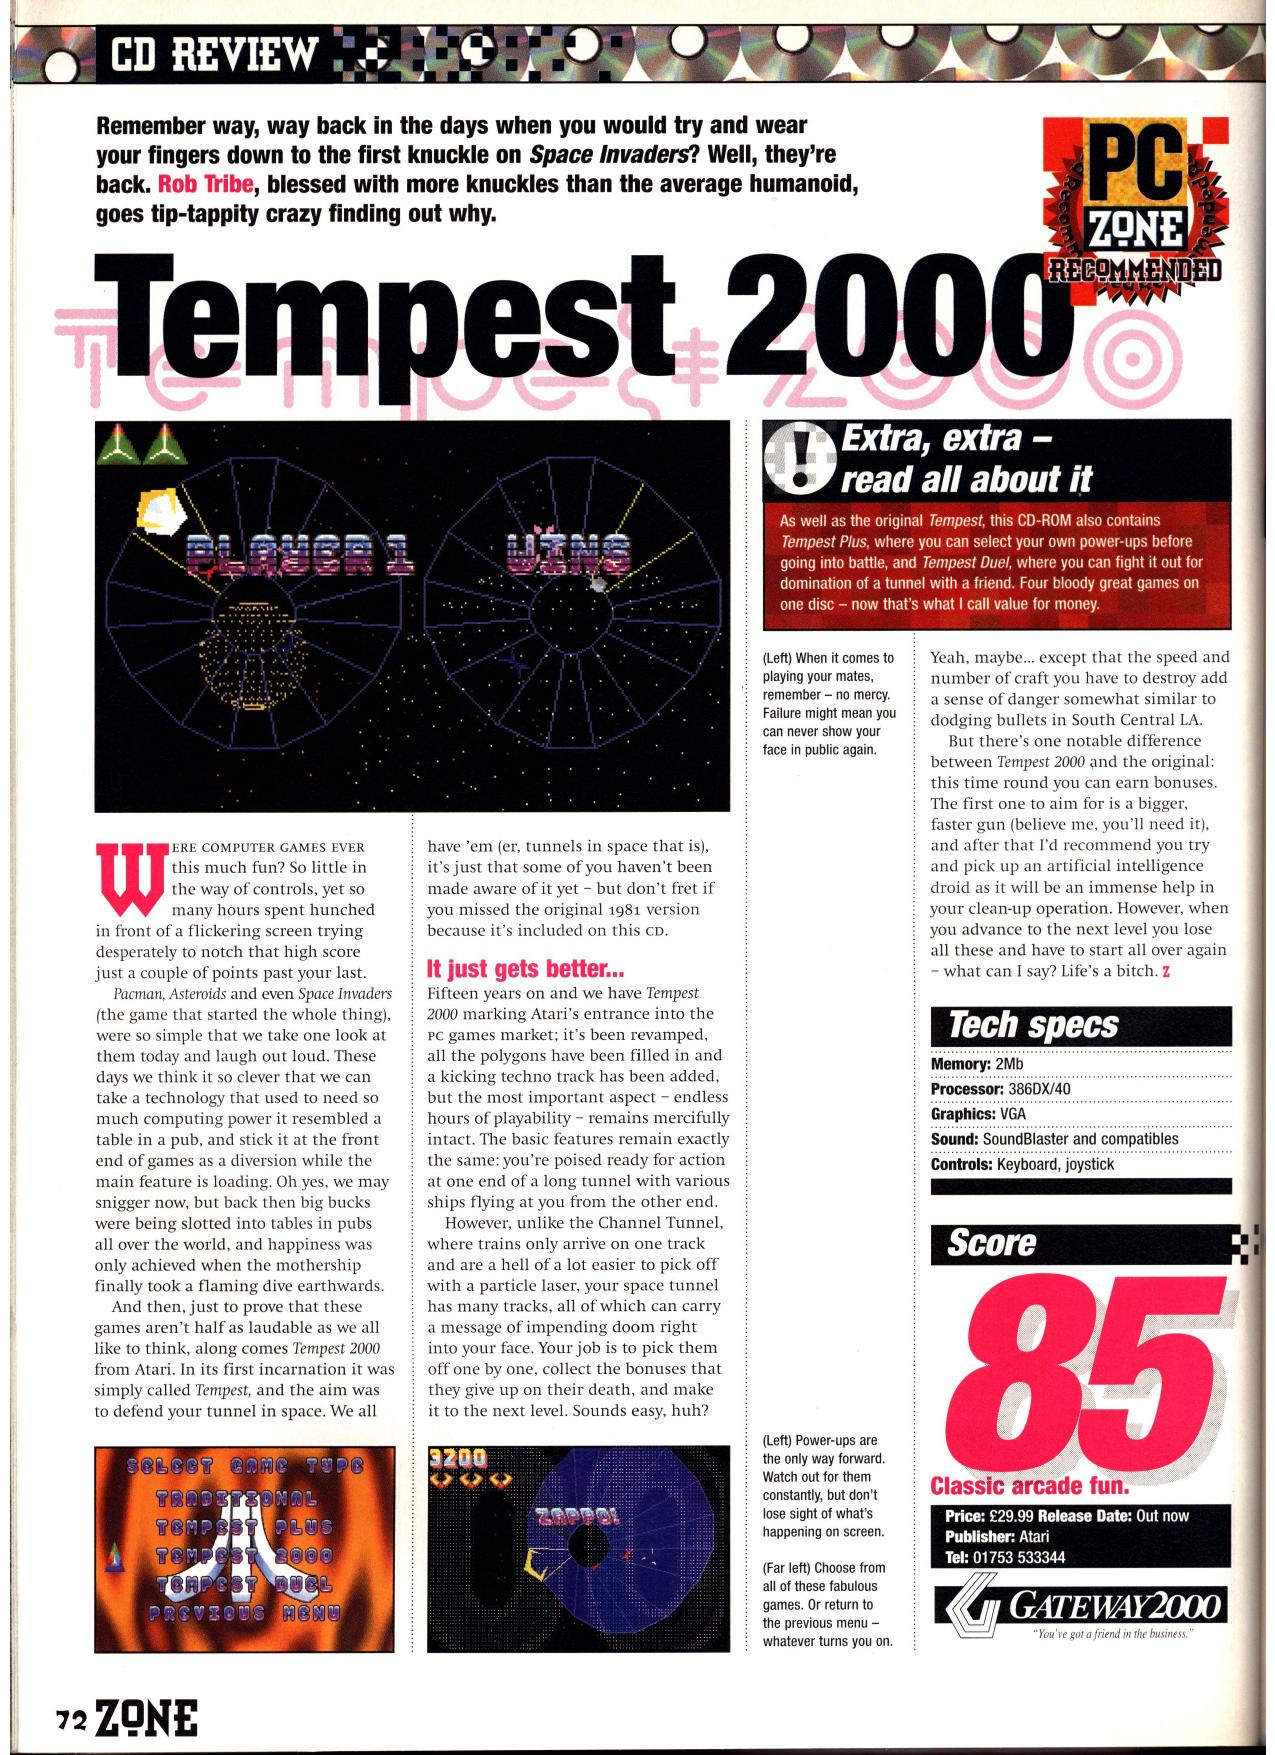 CD REVIEW
Remember way, way back in the days when you would try and wear
your fingers down to the first knuckle on Space Invaders? Well, they're
back. Rob Tribe, blessed with more knuckles than the average humanoid,
goes tip-tappity crazy finding out why.
PC
ZONE
RECOMMENDED
Recommended
Tempest 2000
Tempest 2000
PLAYER 1 WINS
WERE COMPUTER GAMES EVER
this much fun? So little in
the way of controls, yet so
many hours spent hunched
in front of a flickering screen trying
desperately to notch that high score
just a couple of points past your last.
Pacman, Asteroids and even Space Invaders
(the game that started the whole thing),
were so simple that we take one look at
them today and laugh out loud. These
days we think it so clever that we can
take a technology that used to need so
much computing power it resembled a
table in a pub, and stick it at the front
end of games as a diversion while the
main feature is loading. Oh yes, we may
snigger now, but back then big bucks
were being slotted into tables in pubs
all over the world, and happiness was
only achieved when the mothership
finally took a flaming dive earthwards.
And then, just to prove that these
games aren't half as laudable as we all
like to think, along comes Tempest 2000
from Atari. In its first incarnation it was
simply called Tempest, and the aim was
to defend your tunnel in space. We all
have 'em (er, tunnels in space that is),
it's just that some of you haven't been
made aware of it yet – but don't fret if
you missed the original 1981 version
because it's included on this CD.
It just gets better...
Fifteen years on and we have Tempest
2000 marking Atari's entrance into the
PC games market; it's been revamped,
all the polygons have been filled in and
a kicking techno track has been added,
but the most important aspect – endless
hours of playability – remains mercifully
intact. The basic features remain exactly
the same: you're poised ready for action
at one end of a long tunnel with various
ships flying at you from the other end.
However, unlike the Channel Tunnel,
where trains only arrive on one track
and are a hell of a lot easier to pick off
with a particle laser, your space tunnel
has many tracks, all of which can carry
a message of impending doom right
into your face. Your job is to pick them
off one by one, collect the bonuses that
they give up on their death, and make
it to the next level. Sounds easy, huh?
Yeah, maybe... except that the speed and
number of craft you have to destroy add
a sense of danger somewhat similar to
dodging bullets in South Central LA.
But there's one notable difference
between Tempest 2000 and the original:
this time round you can earn bonuses.
The first one to aim for is a bigger,
faster gun (believe me, you'll need it),
and after that I'd recommend you try
and pick up an artificial intelligence
droid as it will be an immense help in
your clean-up operation. However, when
you advance to the next level you lose
all these and have to start all over again
– what can I say? Life's a bitch. Z
!
Extra, extra –
read all about it
As well as the original Tempest, this CD-ROM also contains
Tempest Plus, where you can select your own power-ups before
going into battle, and Tempest Duel, where you can fight it out for
domination of a tunnel with a friend. Four bloody great games on
one disc – now that's what I call value for money.
(Left) When it comes to
playing your mates,
remember – no mercy.
Failure might mean you
can never show your
face in public again.
(Left) Power-ups are
the only way forward.
Watch out for them
constantly, but don't
lose sight of what's
happening on screen.
(Far left) Choose from
all of these fabulous
games. Or return to
the previous menu –
whatever turns you on.
SELECT GAME TYPE
TRADITIONAL
TEMPEST PLUS
TEMPEST 2000
TEMPEST DUEL
PREVIOUS MENU
3200
ZAPPO!
Tech specs
Memory: 2Mb
Processor: 386DX/40
Graphics: VGA
Sound: SoundBlaster and compatibles
Controls: Keyboard, joystick
Score
85
Classic arcade fun.
Price: £29.99 Release Date: Out now
Publisher: Atari
Tel: 01753 533344
GATEWAY2000
"You've got a friend in the business."
72 ZONE